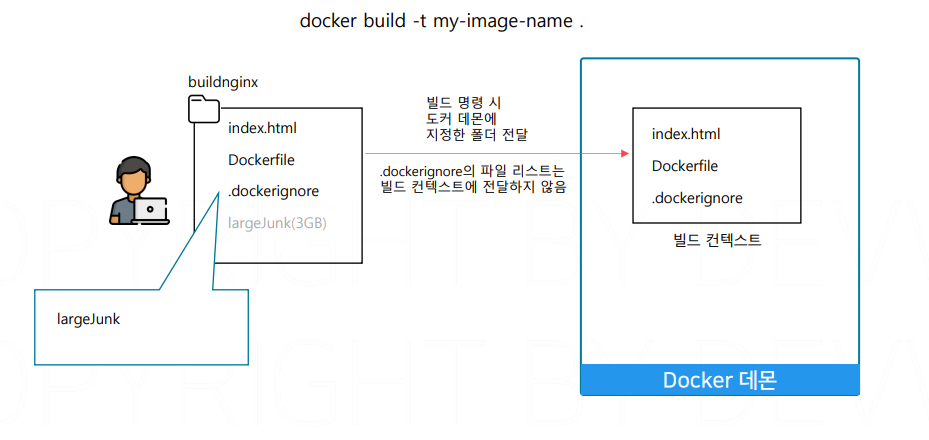 docker build -t my-image-name .
buildnginx
index.html
Dockerfile
.dockerignore
largeJunk(3GB)
largeJunk
빌드 명령 시
도커 데몬에
지정한 폴더 전달
.dockerignore의 파일 리스트는
빌드 컨텍스트에 전달하지 않음
index.html
Dockerfile
.dockerignore
빌드 컨텍스트
Docker 데몬